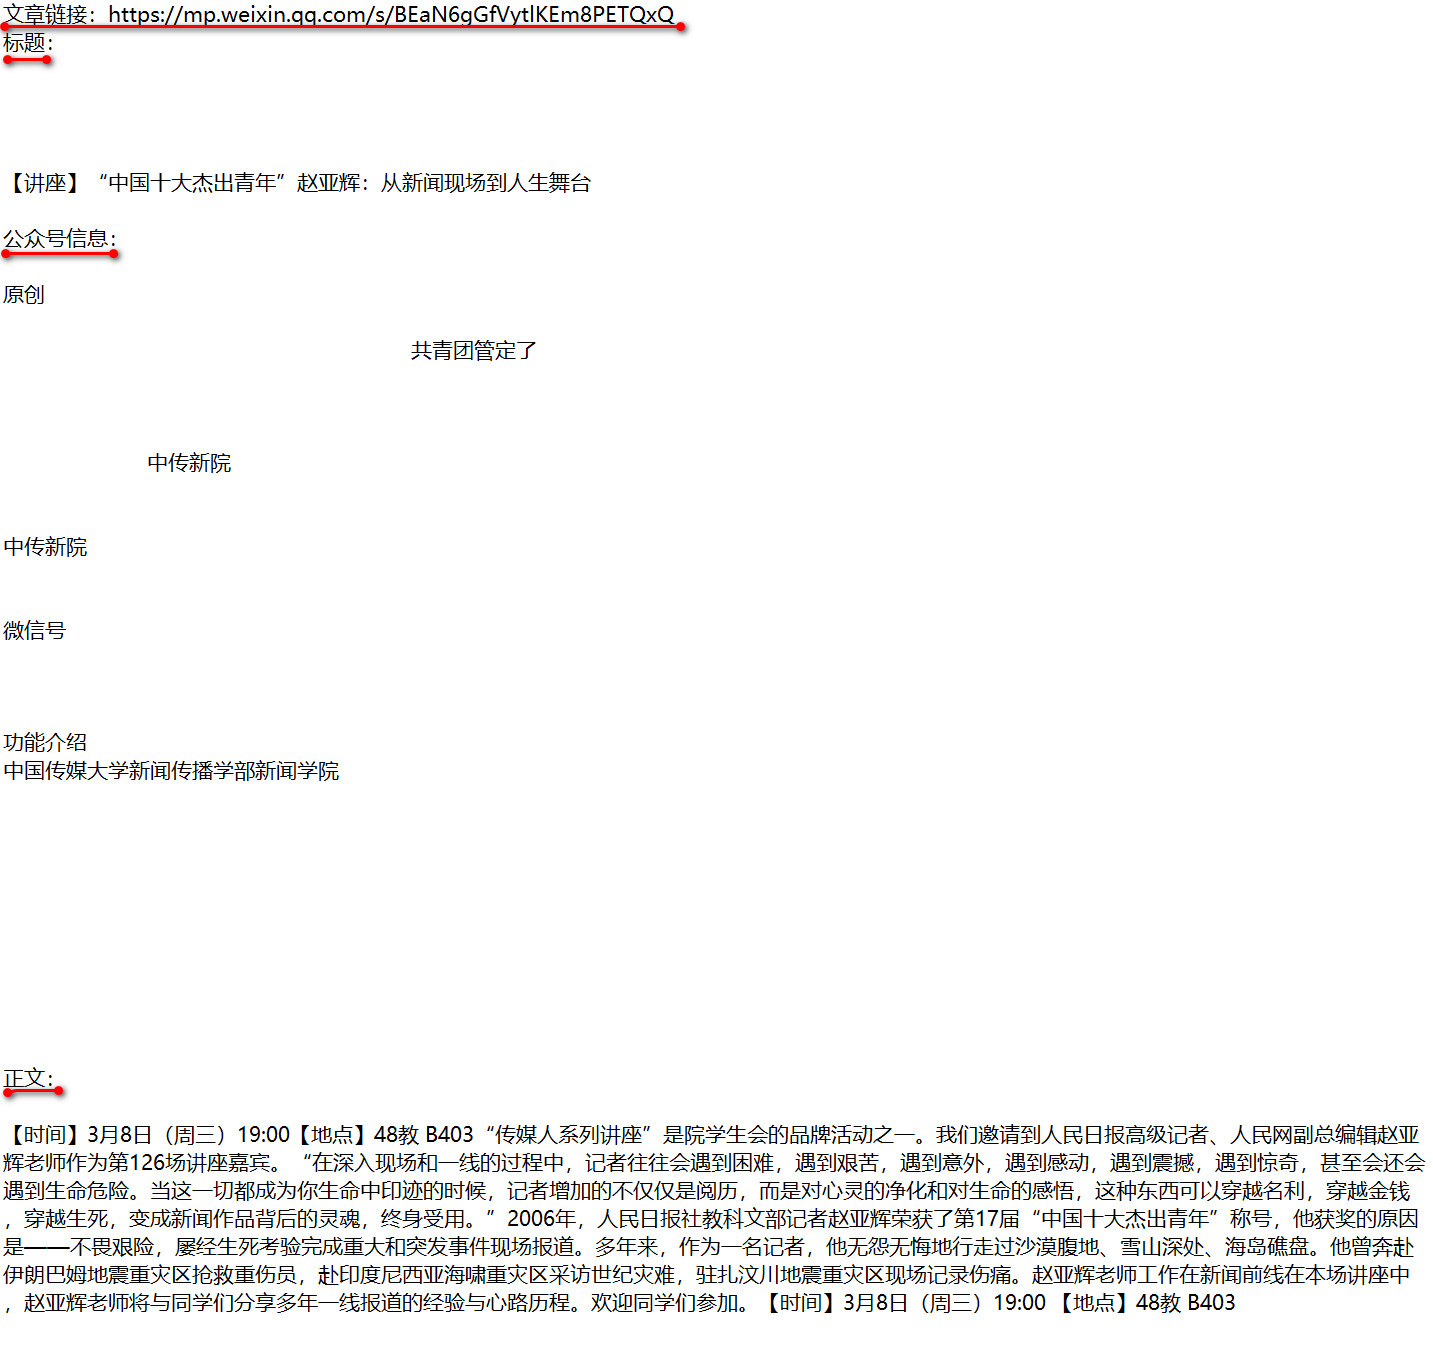 文章链接：https://mp.weixin.qq.com/s/BEaN6gGfVytlKEm8PETQxQ
标题：
【讲座】“中国十大杰出青年”赵亚辉：从新闻现场到人生舞台
公众号信息：
原创
共青团管定了
中传新院
中传新院
微信号
功能介绍
中国传媒大学新闻传播学部新闻学院
正文：
【时间】3月8日（周三）19:00【地点】48教 B403“传媒人系列讲座”是院学生会的品牌活动之一。我们邀请到人民日报高级记者、人民网副总编辑赵亚
辉老师作为第126场讲座嘉宾。“在深入现场和一线的过程中，记者往往会遇到困难，遇到艰苦，遇到意外，遇到感动，遇到震撼，遇到惊奇，甚至会还会
遇到生命危险。当这一切都成为你生命中印迹的时候，记者增加的不仅仅是阅历，而是对心灵的净化和对生命的感悟，这种东西可以穿越名利，穿越金钱
，穿越生死，变成新闻作品背后的灵魂，终身受用。”2006年，人民日报社教科文部记者赵亚辉荣获了第17届“中国十大杰出青年”称号，他获奖的原因
是——不畏艰险，屡经生死考验完成重大和突发事件现场报道。多年来，作为一名记者，他无怨无悔地行走过沙漠腹地、雪山深处、海岛礁盘。他曾奔赴
伊朗巴姆地震重灾区抢救重伤员，赴印度尼西亚海啸重灾区采访世纪灾难，驻扎汶川地震重灾区现场记录伤痛。赵亚辉老师工作在新闻前线在本场讲座中
，赵亚辉老师将与同学们分享多年一线报道的经验与心路历程。欢迎同学们参加。【时间】3月8日（周三）19:00 【地点】48教 B403